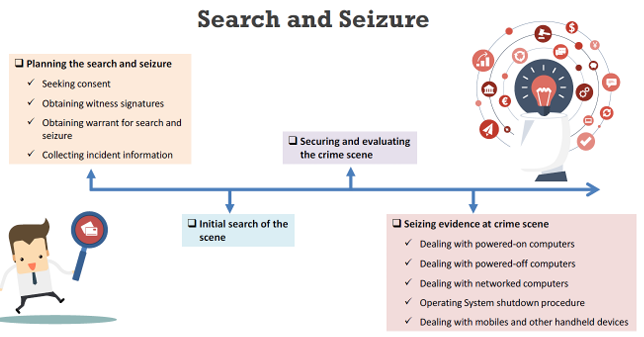 Search and Seizure
❑ Planning the search and seizure
✓ Seeking consent
✓ Obtaining witness signatures
✓ Obtaining warrant for search and
seizure
✓ Collecting incident information
❑ Initial search of the
scene
❑ Securing and evaluating
the crime scene
❑ Seizing evidence at crime scene
✓ Dealing with powered-on computers
✓ Dealing with powered-off computers
✓ Dealing with networked computers
✓ Operating System shutdown procedure
✓ Dealing with mobiles and other handheld devices